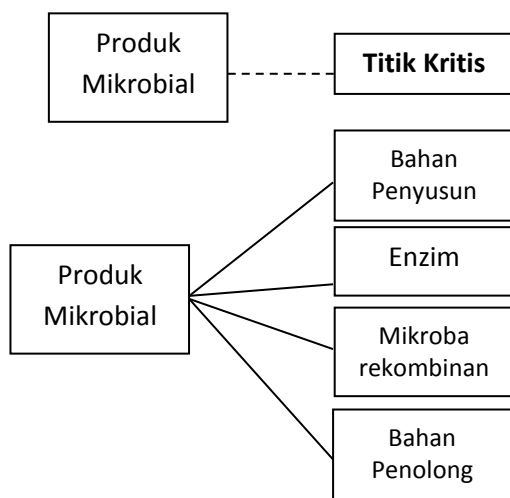 Produk
Mikrobial
Titik Kritis
Bahan
Penyusun
Enzim
Produk
Mikrobial
Mikroba
rekombinan
Bahan
Penolong